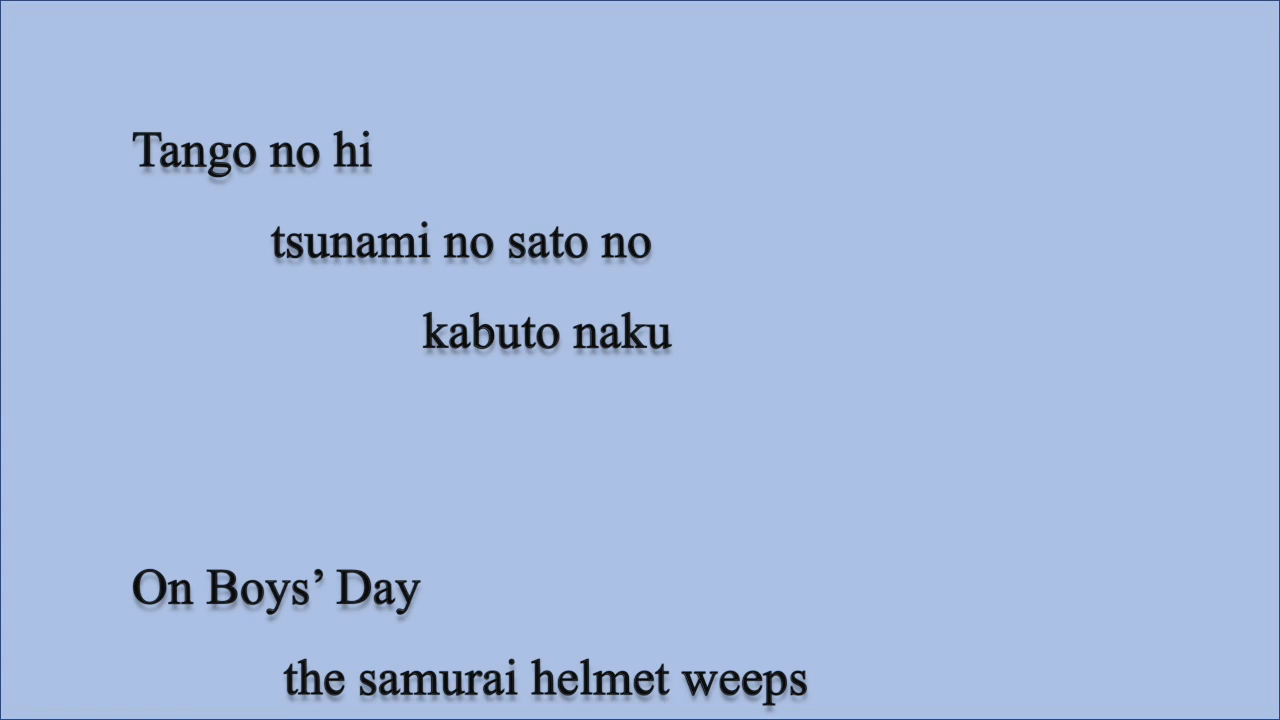 Tango no hi
tsunami no sato no
kabuto naku
On Boys’ Day
the samurai helmet weeps